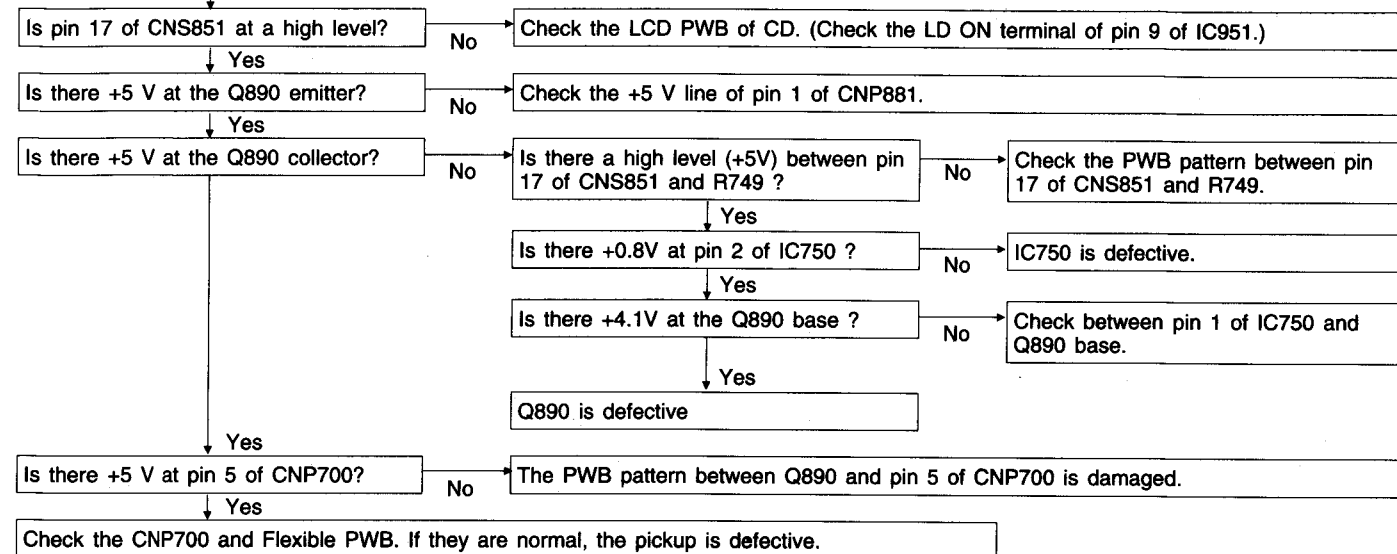 Is pin 17 of CNS851 at a high level?
No
Check the LCD PWB of CD. (Check the LD ON terminal of pin 9 of IC951.)
Yes
Is there +5 V at the Q890 emitter?
No
Check the +5 V line of pin 1 of CNP881.
Yes
Is there +5 V at the Q890 collector?
No
Is there a high level (+5V) between pin
17 of CNS851 and R749 ?
No
Check the PWB pattern between pin
17 of CNS851 and R749.
Yes
Is there +0.8V at pin 2 of IC750 ?
No
IC750 is defective.
Yes
Is there +4.1V at the Q890 base ?
No
Check between pin 1 of IC750 and
Q890 base.
Yes
Q890 is defective
Yes
Is there +5 V at pin 5 of CNP700?
No
The PWB pattern between Q890 and pin 5 of CNP700 is damaged.
Yes
Check the CNP700 and Flexible PWB. If they are normal, the pickup is defective.